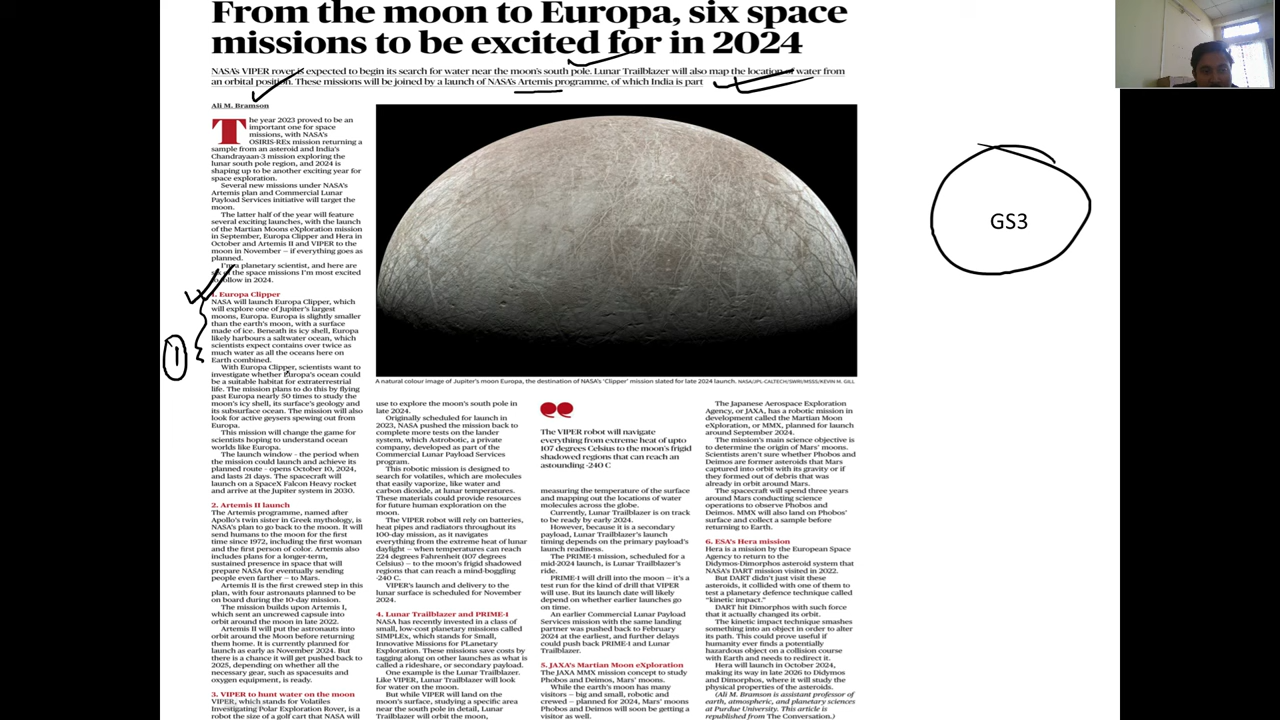 From the moon to Europa, six space
missions to be excited for in 2024
NASA's VIPER rover is expected to begin its search for water near the moon's south pole. Lunar Trailblazer will also map the location of water from
an orbital position. These missions will be joined by a launch of NASA's Artemis programme, of which India is part
Ali M. Bramson
The year 2023 proved to be an
important one for space
missions, with NASA's
OSIRIS-REx mission returning a
sample from an asteroid and India's
Chandrayaan-3 mission exploring the
lunar south pole region, and 2024 is
shaping up to be another exciting year for
space exploration.
Several new missions under NASA's
Artemis plan and Commercial Lunar
Payload Services initiative will target the
moon.
The latter half of the year will feature
several exciting launches, with the launch
of the Martian Moons eXploration mission
in September, Europa Clipper and Hera in
October and Artemis II and VIPER to the
moon in November – if everything goes as
planned.
I'm a planetary scientist, and here are
six of the space missions I'm most excited
to follow in 2024.
1. Europa Clipper
NASA will launch Europa Clipper, which
will explore one of Jupiter's largest
moons, Europa. Europa is slightly smaller
than the earth's moon, with a surface
made of ice. Beneath its icy shell, Europa
likely harbours a saltwater ocean, which
scientists expect contains over twice as
much water as all the oceans here on
Earth combined.
With Europa Clipper, scientists want to
investigate whether Europa's ocean could
be a suitable habitat for extraterrestrial
life. The mission plans to do this by flying
past Europa nearly 50 times to study the
moon's icy shell, its surface's geology and
its subsurface ocean. The mission will also
look for active geysers spewing out from
Europa.
This mission will change the game for
scientists hoping to understand ocean
worlds like Europa.
The launch window – the period when
the mission could launch and achieve its
planned route – opens October 10, 2024,
and lasts 21 days. The spacecraft will
launch on a SpaceX Falcon Heavy rocket
and arrive at the Jupiter system in 2030.
2. Artemis II launch
The Artemis programme, named after
Apollo's twin sister in Greek mythology, is
NASA's plan to go back to the moon. It will
send humans to the moon for the first
time since 1972, including the first woman
and the first person of color. Artemis also
includes plans for a longer-term,
sustained presence in space that will
prepare NASA for eventually sending
people even farther – to Mars.
Artemis II is the first crewed step in this
plan, with four astronauts planned to be
on board during the 10-day mission.
The mission builds upon Artemis I,
which sent an uncrewed capsule into
orbit around the moon in late 2022.
Artemis II will put the astronauts into
orbit around the moon before returning
them home. It is currently planned for
launch as early as November 2024. But
there is a chance it will get pushed back to
2025, depending on whether all the
necessary gear, such as spacesuits and
oxygen equipment, is ready.
3. VIPER to hunt water on the moon
VIPER, which stands for Volatiles
Investigating Polar Exploration Rover, is a
robot the size of a golf cart that NASA will
A natural colour image of Jupiter's moon Europa, the destination of NASA's 'Clipper' mission slated for late 2024 launch. NASA/JPL-CALTECH/SWRI/MSSS/KEVIN M. GILL
use to explore the moon's south pole in
late 2024.
Originally scheduled for launch in
2023, NASA pushed the mission back to
complete more tests on the lander
system, which Astrobotic, a private
company, developed as part of the
Commercial Lunar Payload Services
program.
This robotic mission is designed to
search for volatiles, which are molecules
that easily vaporize, like water and
carbon dioxide, at lunar temperatures.
These materials could provide resources
for future human exploration on the
moon.
The VIPER robot will rely on batteries,
heat pipes and radiators throughout its
100-day mission, as it navigates
everything from the extreme heat of lunar
daylight – when temperatures can reach
224 degrees Fahrenheit (107 degrees
Celsius) – to the moon's frigid shadowed
regions that can reach a mind-boggling
-240 C.
VIPER's launch and delivery to the
lunar surface is scheduled for November
2024.
4. Lunar Trailblazer and PRIME-1
NASA has recently invested in a class of
small, low-cost planetary missions called
SIMPLEx, which stands for Small,
Innovative Missions for PLanetary
Exploration. These missions save costs by
tagging along on other launches as what is
called a rideshare, or secondary payload.
One example is the Lunar Trailblazer.
Like VIPER, Lunar Trailblazer will look
for water on the moon.
But while VIPER will land on the
moon's surface, studying a specific area
near the south pole in detail, Lunar
Trailblazer will orbit the moon,
The VIPER robot will navigate
everything from extreme heat of upto
107 degrees Celsius to the moon's frigid
shadowed regions that can reach an
astounding -240 C
measuring the temperature of the surface
and mapping out the locations of water
molecules across the globe.
Currently, Lunar Trailblazer is on track
to be ready by early 2024.
However, because it is a secondary
payload, Lunar Trailblazer's launch
timing depends on the primary payload's
launch readiness.
The PRIME-1 mission, scheduled for a
mid-2024 launch, is Lunar Trailblazer's
ride.
PRIME-1 will drill into the moon – it's a
test run for the kind of drill that VIPER
will use. But its launch date will likely
depend on whether earlier launches go
on time.
An earlier Commercial Lunar Payload
Services mission with the same landing
partner was pushed back to February
2024 at the earliest, and further delays
could push back PRIME-1 and Lunar
Trailblazer.
5. JAXA's Martian Moon eXploration
The JAXA MMX mission concept to study
Phobos and Deimos, Mars' moons.
While the earth's moon has many
visitors – big and small, robotic and
crewed – planned for 2024, Mars' moons
Phobos and Deimos will soon be getting a
visitor as well.
The Japanese Aerospace Exploration
Agency, or JAXA, has a robotic mission in
development called the Martian Moon
eXploration, or MMX, planned for launch
around September 2024.
The mission's main science objective is
to determine the origin of Mars' moons.
Scientists aren't sure whether Phobos and
Deimos are former asteroids that Mars
captured into orbit with its gravity or if
they formed out of debris that was
already in orbit around Mars.
The spacecraft will spend three years
around Mars conducting science
operations to observe Phobos and
Deimos. MMX will also land on Phobos'
surface and collect a sample before
returning to Earth.
6. ESA's Hera mission
Hera is a mission by the European Space
Agency to return to the
Didymos-Dimorphos asteroid system that
NASA's DART mission visited in 2022.
But DART didn't just visit these
asteroids, it collided with one of them to
test a planetary defence technique called
"kinetic impact."
DART hit Dimorphos with such force
that it actually changed its orbit.
The kinetic impact technique smashes
something into an object in order to alter
its path. This could prove useful if
humanity ever finds a potentially
hazardous object on a collision course
with Earth and needs to redirect it.
Hera will launch in October 2024,
making its way in late 2026 to Didymos
and Dimorphos, where it will study the
physical properties of the asteroids.
(Ali M. Bramson is assistant professor of
earth, atmospheric, and planetary sciences
at Purdue University. This article is
republished from The Conversation.)
GS3
1